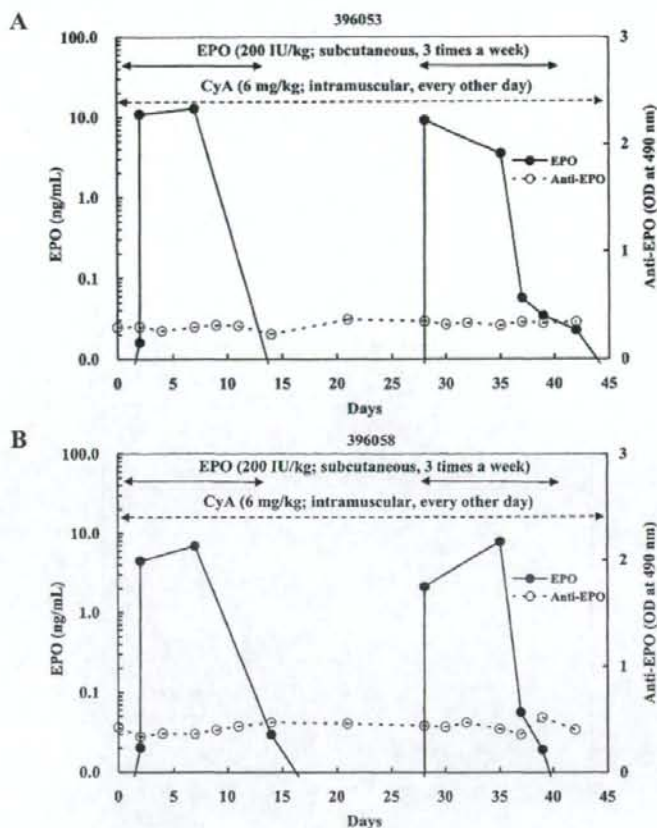 A
396053
100.0
10.0
1.0
0.1
0.0
3
2
1
0
EPO (200 IU/kg; subcutaneous, 3 times a week)
CyA (6 mg/kg; intramuscular, every other day)
EPO
Anti-EPO
EPO (ng/mL)
Anti-EPO (OD at 490 nm)
0 5 10 15 20 25 30 35 40 45
Days
B
396058
100.0
10.0
1.0
0.1
0.0
3
2
1
0
EPO (200 IU/kg; subcutaneous, 3 times a week)
CyA (6 mg/kg; intramuscular, every other day)
EPO
Anti-EPO
EPO (ng/mL)
Anti-EPO (OD at 490 nm)
0 5 10 15 20 25 30 35 40 45
Days